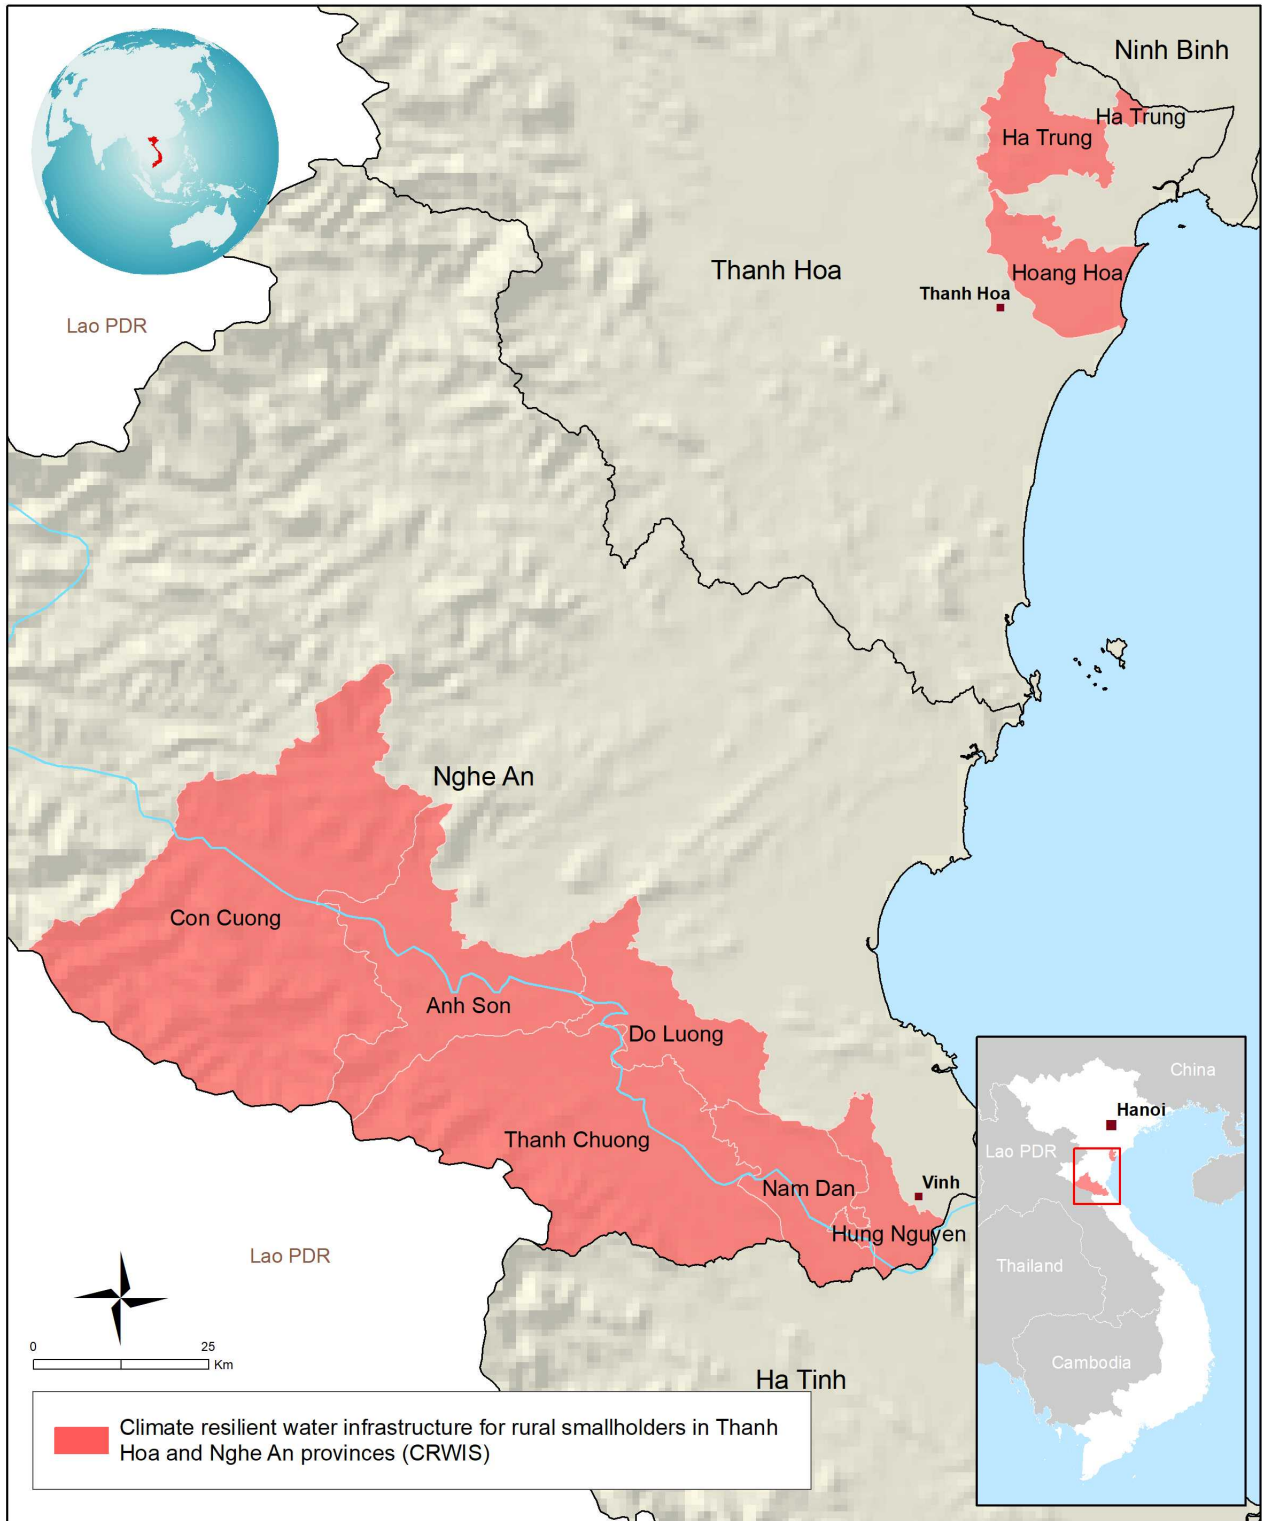 Ninh Binh
Ha Trung
Ha Trung
Thanh Hoa
Hoang Hoa
Thanh Hoa
Lao PDR
Nghe An
Con Cuong
Anh Son
Do Luong
Thanh Chuong
Nam Dan
Vinh
Hung Nguyen
Lao PDR
Ha Tinh
China
Hanoi
Lao PDR
Thailand
Cambodia
0 25
Km
Climate resilient water infrastructure for rural smallholders in Thanh
Hoa and Nghe An provinces (CRWIS)